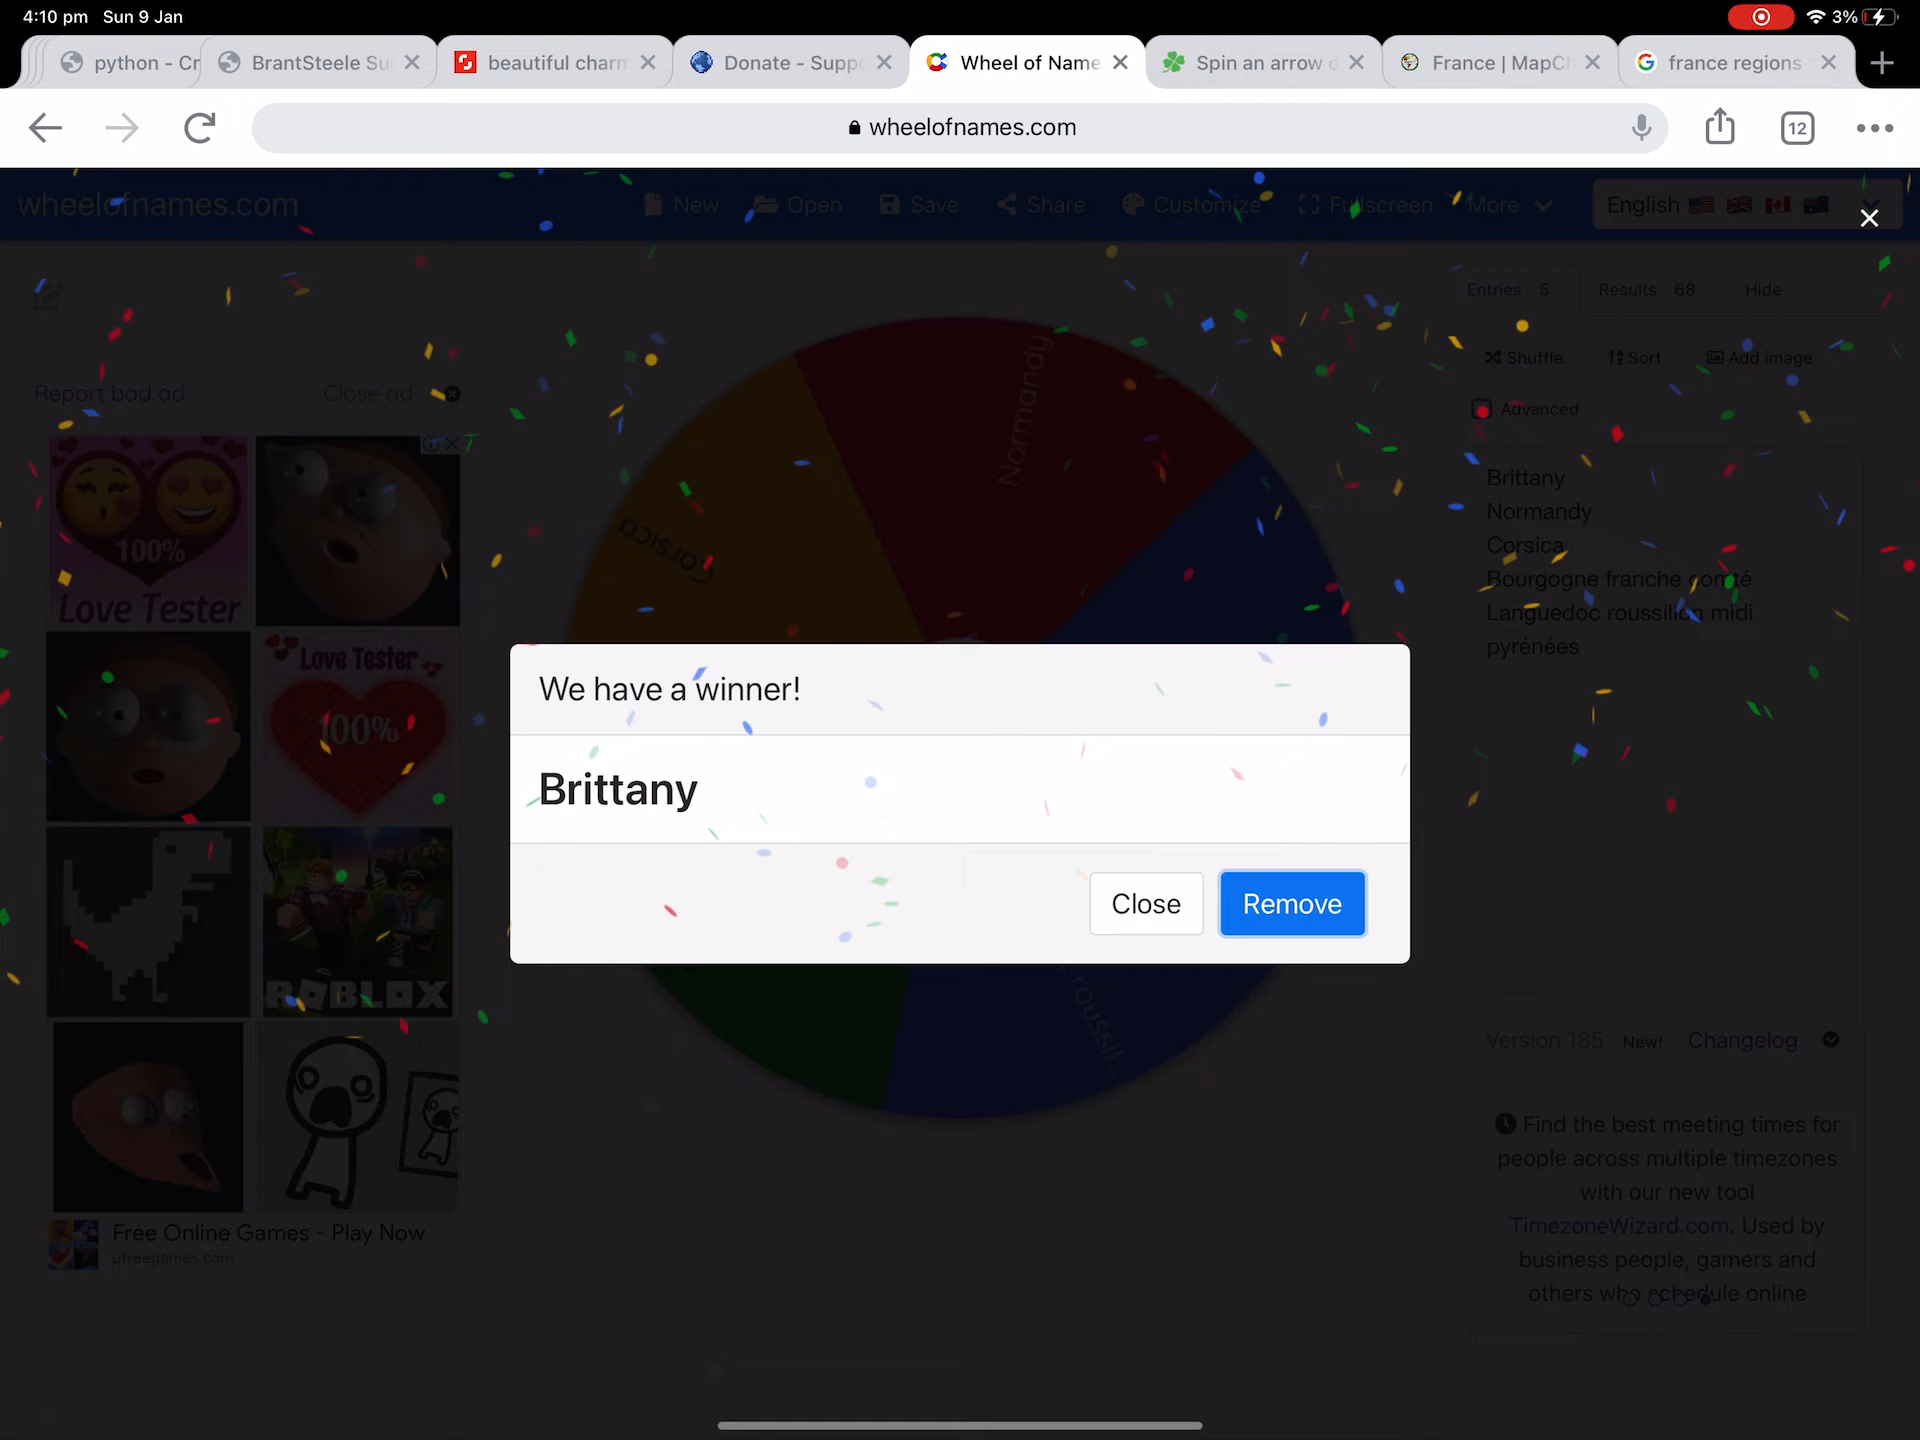 4:10 pm Sun 9 Jan
3%
python - Cr
BrantSteele Su
beautiful charm
Donate - Suppo
Wheel of Name
Spin an arrow o
France | MapCh
france regions
wheelofnames.com
12
wheelofnames.com
New
Open
Save
Share
Customize
Fullscreen
More
English
Entries 5
Results 68
Hide
Shuffle
Sort
Add image
Advanced
Report bad ad
Close ad
100%
Love Tester
Love Tester
100%
ROBLOX
Free Online Games - Play Now
ufreegames.com
Normandy
Corsica
roussil...
Brittany
Normandy
Corsica
Bourgogne franche comté
Languedoc roussillon midi
pyrénées
We have a winner!
Brittany
Close
Remove
Version 185 New! Changelog
Find the best meeting times for
people across multiple timezones
with our new tool
TimezoneWizard.com. Used by
business people, gamers and
others who schedule online